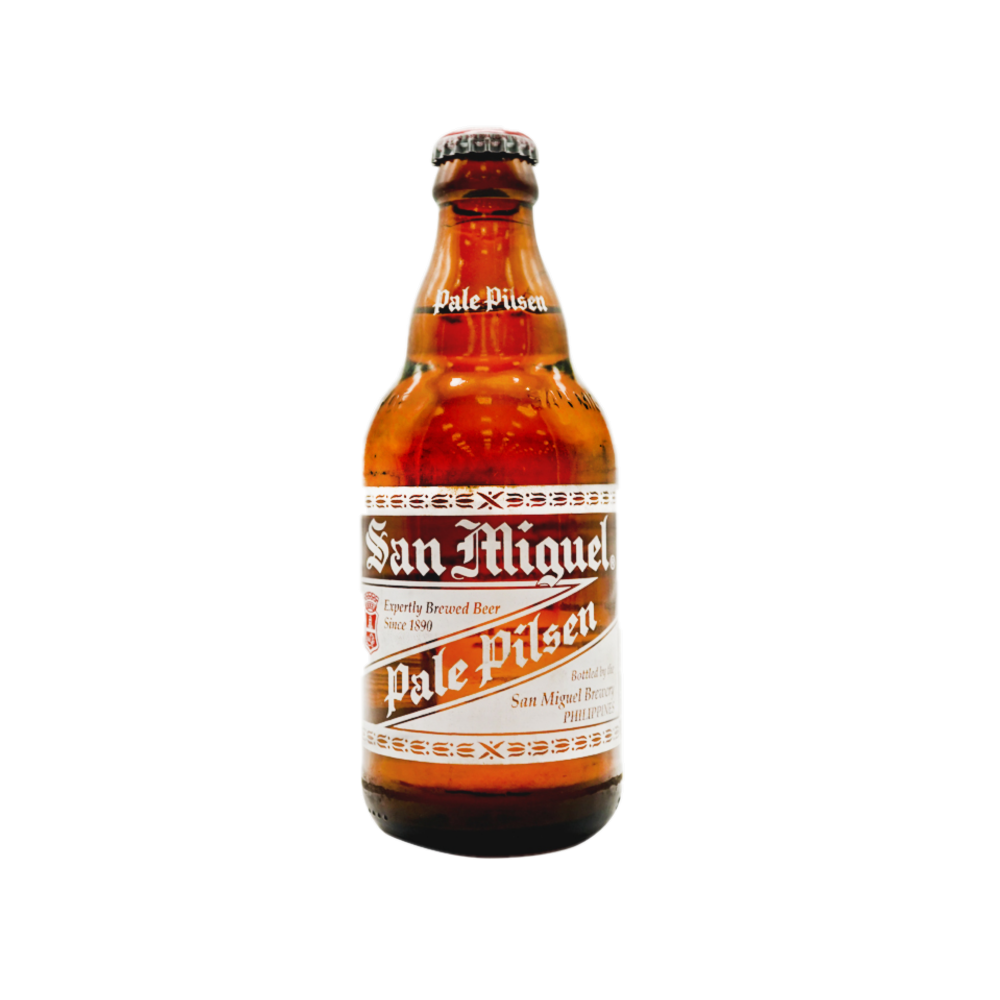 Pale Pilsen
San Miguel
Expertly Brewed Beer
Since 1890
Pale Pilsen
Bottled by the
San Miguel Brewery
PHILIPPINES